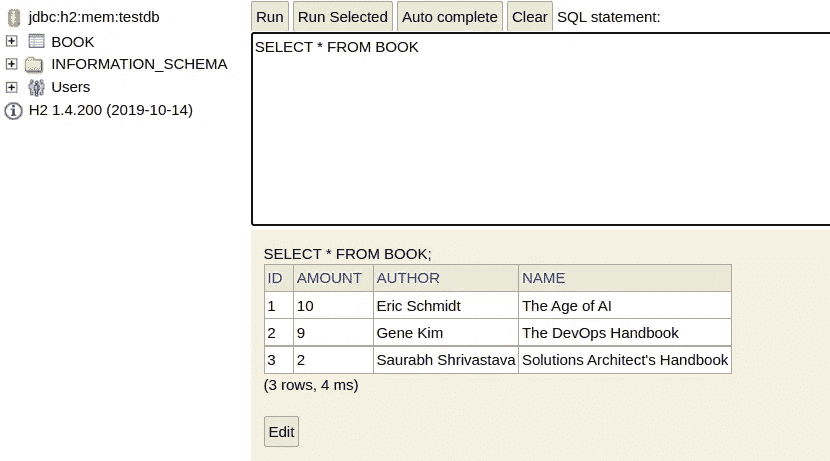 jdbc:h2:mem:testdb
BOOK
INFORMATION_SCHEMA
Users
H2 1.4.200 (2019-10-14)
Run Run Selected Auto complete Clear SQL statement:
SELECT * FROM BOOK
SELECT * FROM BOOK;
ID AMOUNT AUTHOR NAME
1 10 Eric Schmidt The Age of AI
2 9 Gene Kim The DevOps Handbook
3 2 Saurabh Shrivastava Solutions Architect's Handbook
(3 rows, 4 ms)
Edit